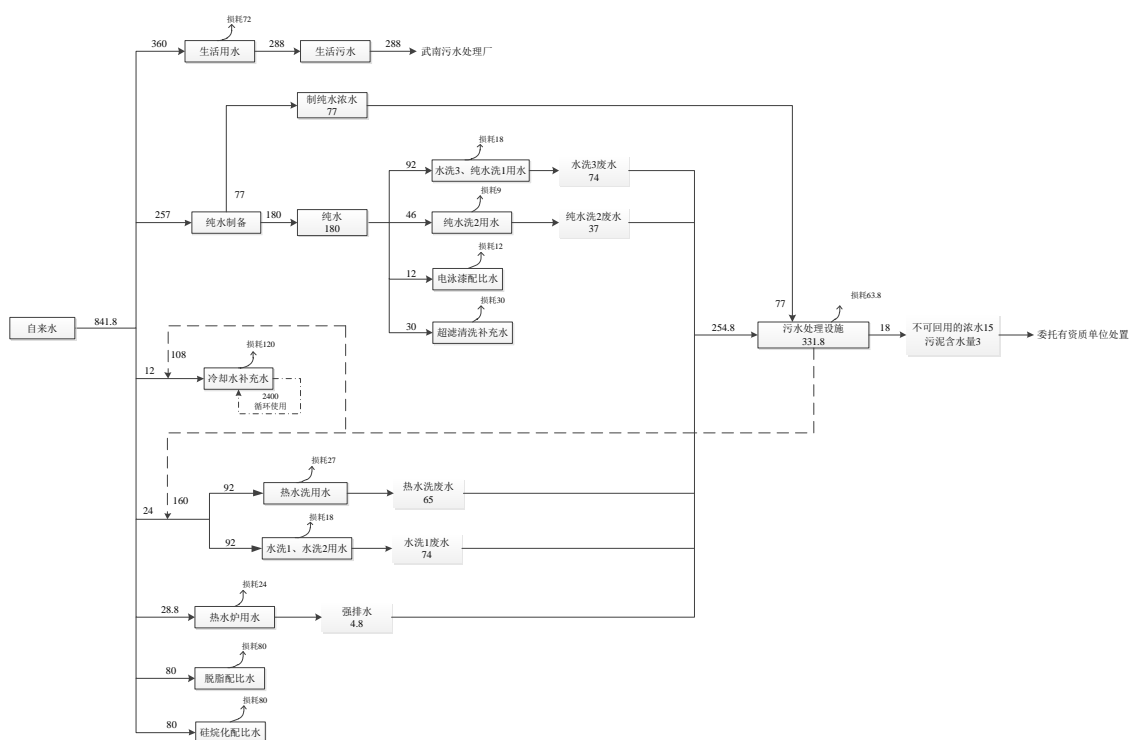 损耗72
360
生活用水
288
生活污水
288
武南污水处理厂
制纯水浓水
77
损耗18
92
水洗3、纯水洗1用水
水洗3废水
74
77
损耗9
257
纯水制备
180
纯水
180
46
纯水洗2用水
纯水洗2废水
37
损耗12
12
电泳漆配比水
损耗30
30
超滤清洗补充水
自来水
841.8
254.8
77
损耗63.8
污水处理设施
331.8
18
不可回用的浓水15
污泥含水量3
委托有资质单位处置
损耗120
108
12
冷却水补充水
2400
循环使用
损耗27
92
热水洗用水
热水洗废水
65
160
24
损耗18
92
水洗1、水洗2用水
水洗1废水
74
损耗24
28.8
热水炉用水
强排水
4.8
损耗80
80
脱脂配比水
损耗80
80
硅烷化配比水